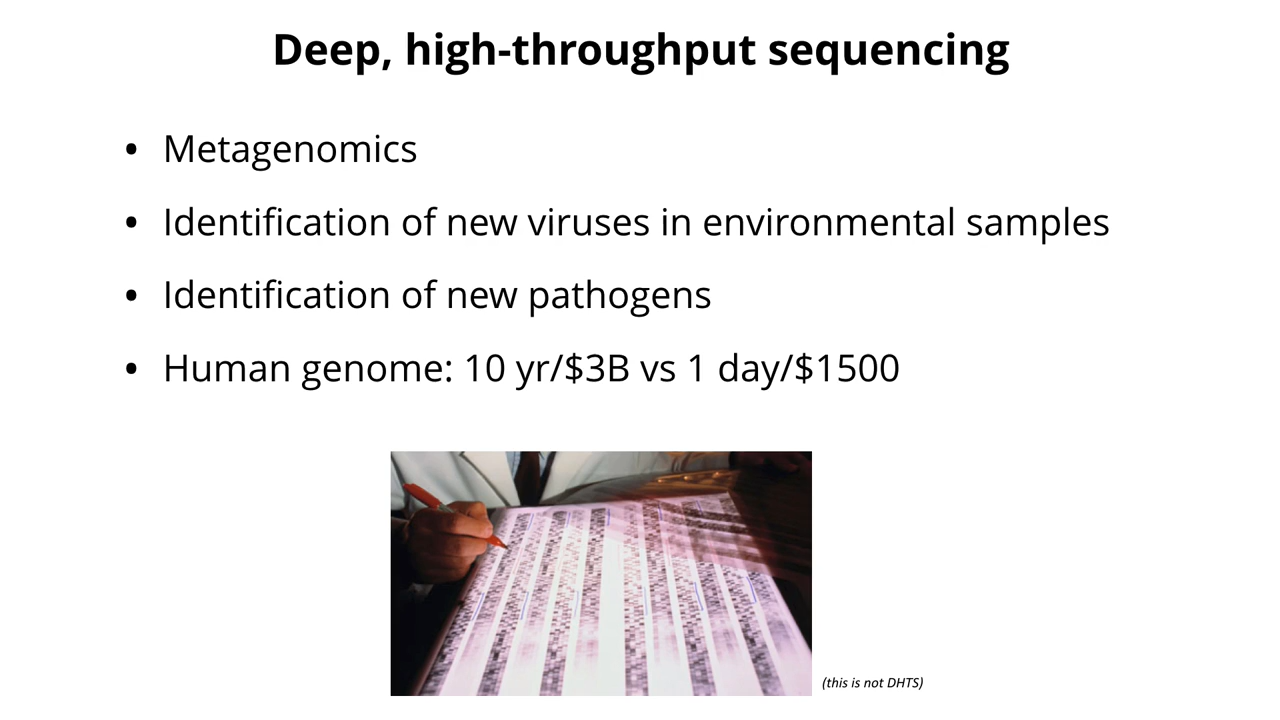 Deep, high-throughput sequencing
• Metagenomics
• Identification of new viruses in environmental samples
• Identification of new pathogens
• Human genome: 10 yr/$3B vs 1 day/$1500
(this is not DHTS)